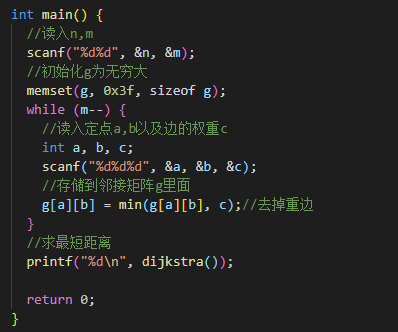 int main() {
//读入n,m
scanf("%d%d", &n, &m);
//初始化g为无穷大
memset(g, 0x3f, sizeof g);
while (m--) {
//读入定点a,b以及边的权重c
int a, b, c;
scanf("%d%d%d", &a, &b, &c);
//存储到邻接矩阵g里面
g[a][b] = min(g[a][b], c);//去掉重边
}
//求最短距离
printf("%d\n", dijkstra());
return 0;
}